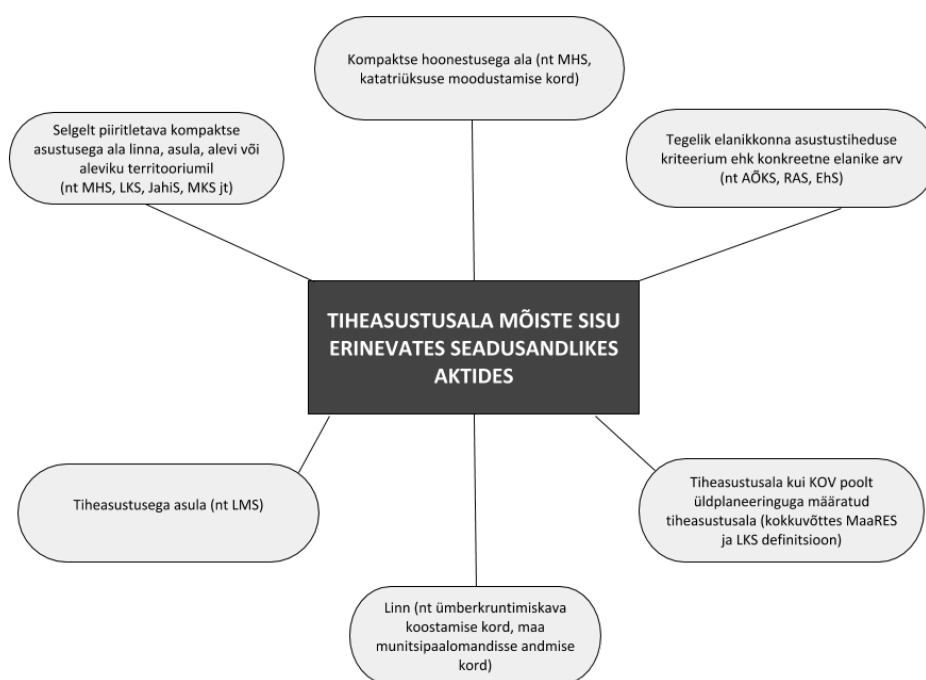 Kompaktse hoonestusega ala (nt MHS,
katatriüksuse moodustamise kord)
Selgelt piiritletava kompaktse
asustusega ala linna, asula, alevi või
aleviku territooriumil
(nt MHS, LKS, JahiS, MKS jt)
Tegelik elanikkonna asustustiheduse
kriteerium ehk konkreetne elanike arv
(nt AÕKS, RAS, EhS)
TIHEASUSTUSALA MÕISTE SISU
ERINEVATES SEADUSANDLIKES
AKTIDES
Tiheasustusega asula (nt LMS)
Tiheasustusala kui KOV poolt
üldplaneeringuga määratud
tiheasustusala (kokkuvõttes MaaRES
ja LKS definitsioon)
Linn (nt ümberkruntimiskava
koostamise kord, maa
munitsipaalomandisse andmise
kord)